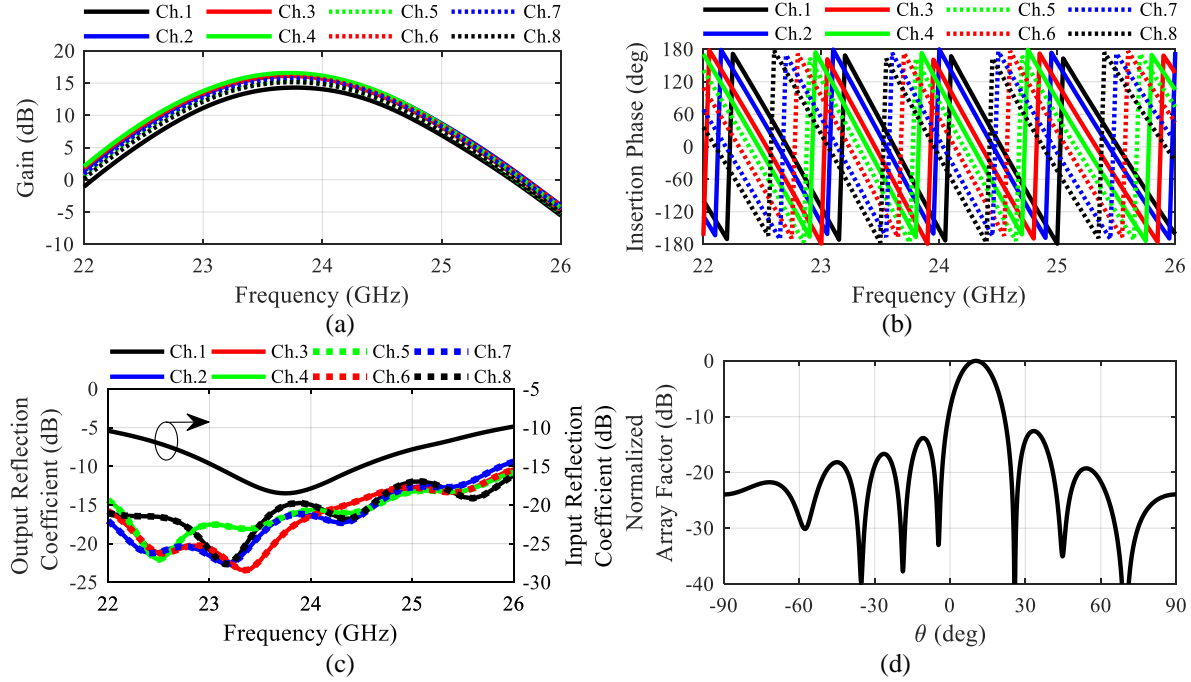 Ch.1 Ch.3 Ch.5 Ch.7
Ch.2 Ch.4 Ch.6 Ch.8
20
15
10
5
0
-5
-10
Gain (dB)
22 23 24 25 26
Frequency (GHz)
(a)
Ch.1 Ch.3 Ch.5 Ch.7
Ch.2 Ch.4 Ch.6 Ch.8
180
120
60
0
-60
-120
-180
Insertion Phase (deg)
22 23 24 25 26
Frequency (GHz)
(b)
Ch.1 Ch.3 Ch.5 Ch.7
Ch.2 Ch.4 Ch.6 Ch.8
0
-5
-10
-15
-20
-25
Output Reflection
Coefficient (dB)
-5
-10
-15
-20
-25
-30
Input Reflection
Coefficient (dB)
22 23 24 25 26
Frequency (GHz)
(c)
0
-10
-20
-30
-40
Normalized
Array Factor (dB)
-90 -60 -30 0 30 60 90
θ (deg)
(d)